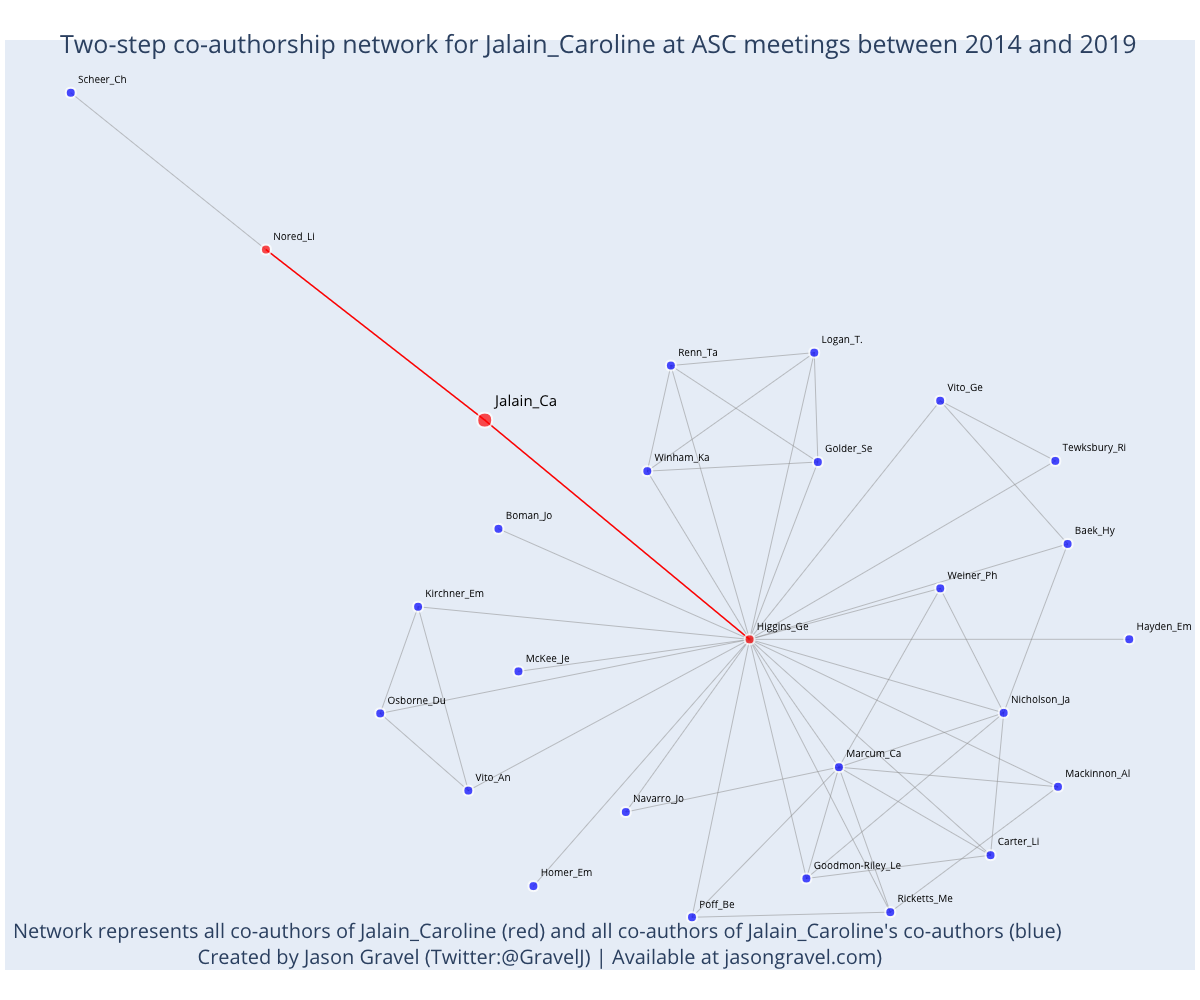 Two-step co-authorship network for Jalain_Caroline at ASC meetings between 2014 and 2019
Scheer_Ch
Nored_Li
Logan_T.
Renn_Ta
Vito_Ge
Jalain_Ca
Tewksbury_Ri
Golder_Se
Winham_Ka
Boman_Jo
Baek_Hy
Weiner_Ph
Kirchner_Em
Higgins_Ge
Hayden_Em
McKee_Je
Osborne_Du
Nicholson_Ja
Marcum_Ca
Mackinnon_Al
Vito_An
Navarro_Jo
Carter_Li
Goodmon-Riley_Le
Homer_Em
Ricketts_Me
Poff_Be
Network represents all co-authors of Jalain_Caroline (red) and all co-authors of Jalain_Caroline's co-authors (blue)
Created by Jason Gravel (Twitter:@GravelJ) | Available at jasongravel.com)